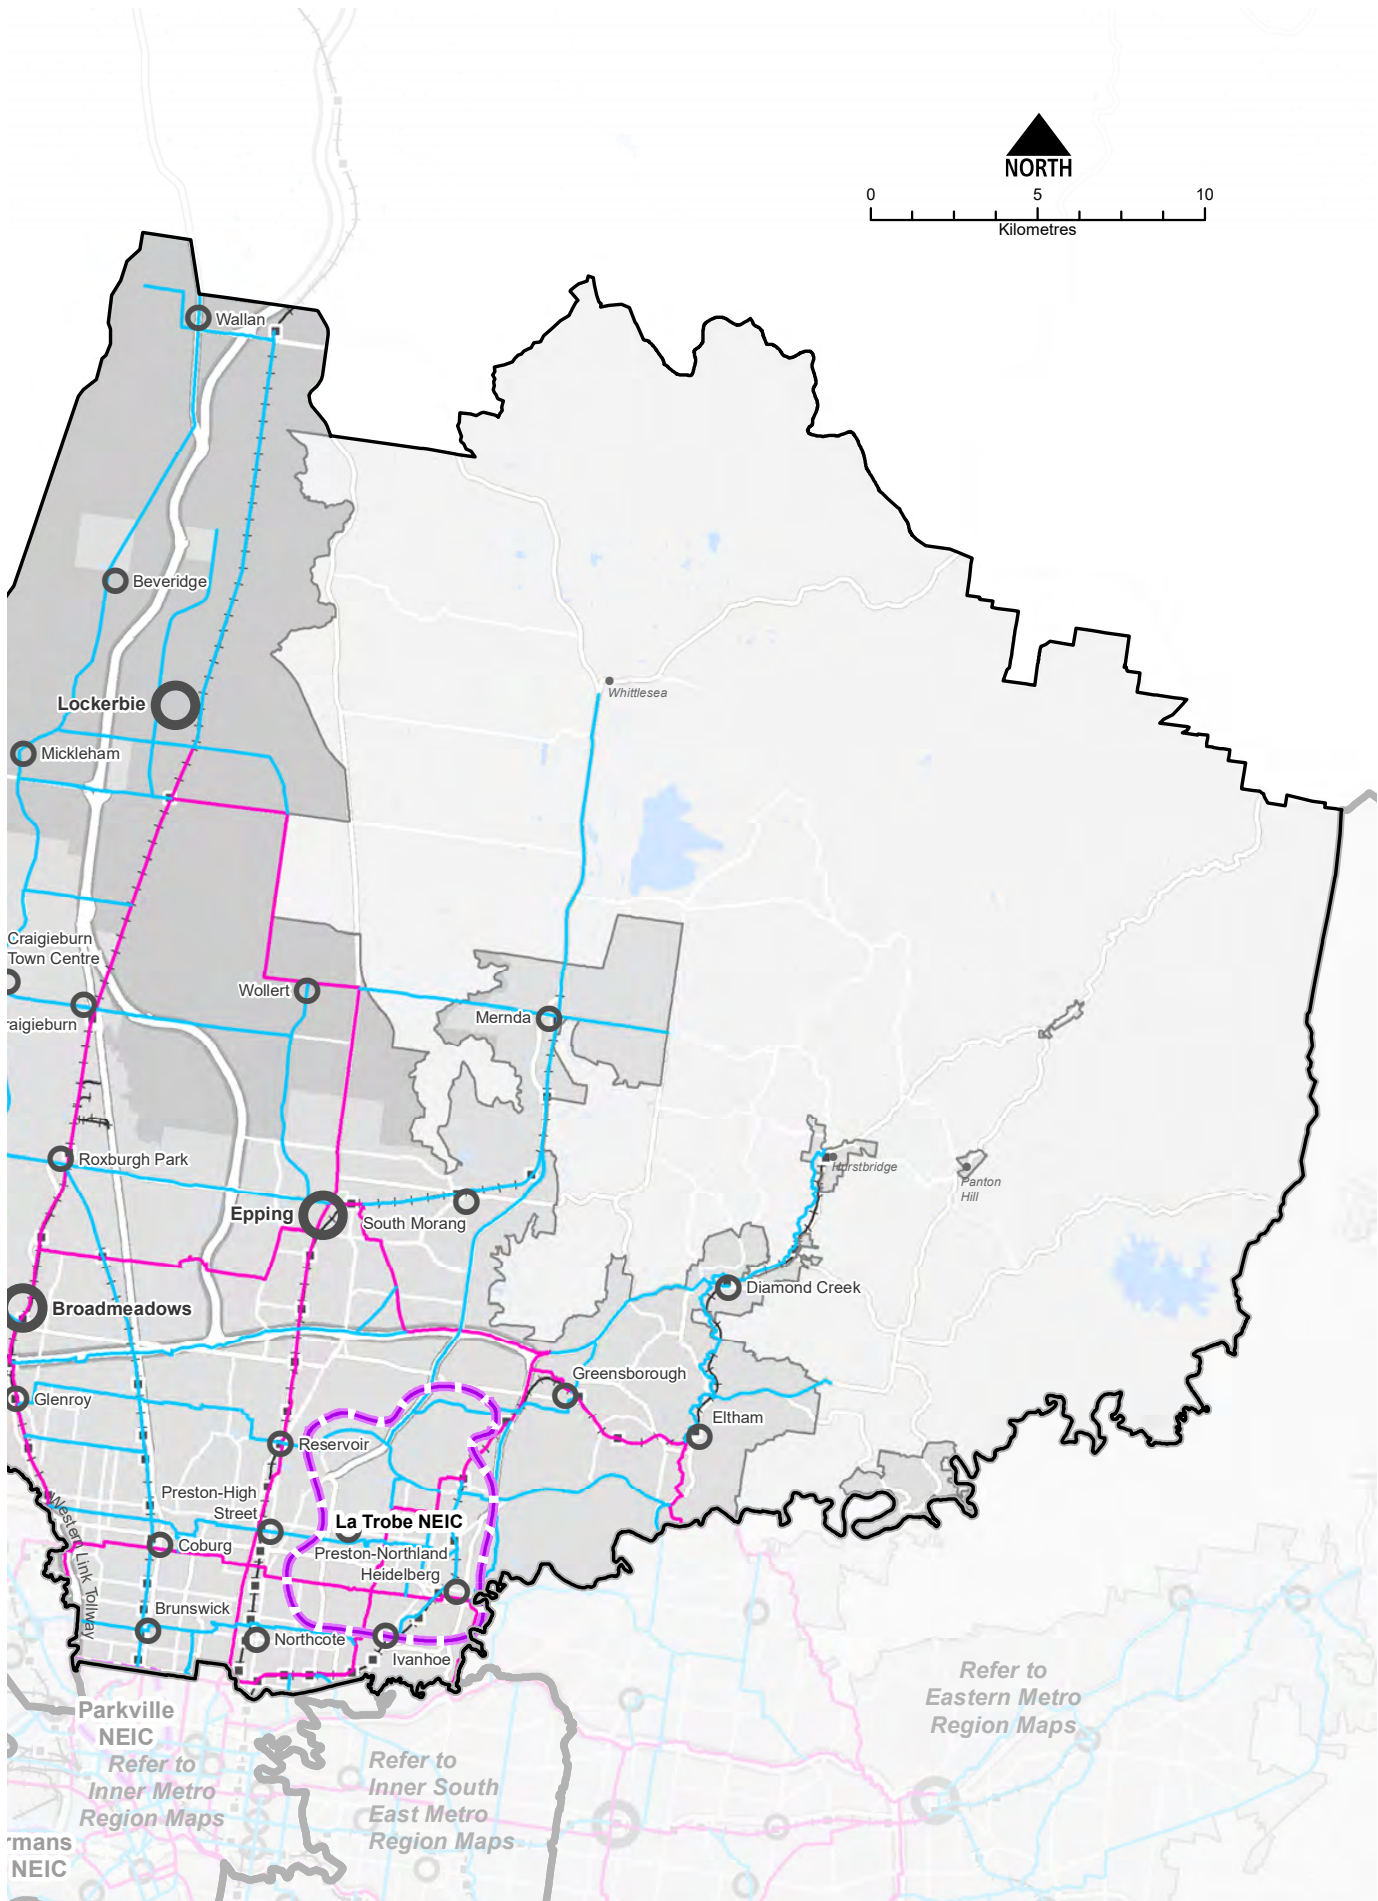 NORTH
0 5 10
Kilometres
Wallan
Beveridge
Whittlesea
Lockerbie
Mickleham
Craigieburn
Town Centre
Wollert
Mernda
raigieburn
Roxburgh Park
Hurstbridge
Panton
Hill
Epping
South Morang
Diamond Creek
Broadmeadows
Greensborough
Glenroy
Eltham
Reservoir
Preston-High
Street
La Trobe NEIC
Western Link Tollway
Coburg
Preston-Northland
Heidelberg
Brunswick
Northcote
Ivanhoe
Refer to
Eastern Metro
Region Maps
Parkville
NEIC
Refer to
Inner Metro
Region Maps
Refer to
Inner South
East Metro
Region Maps
rmans
NEIC